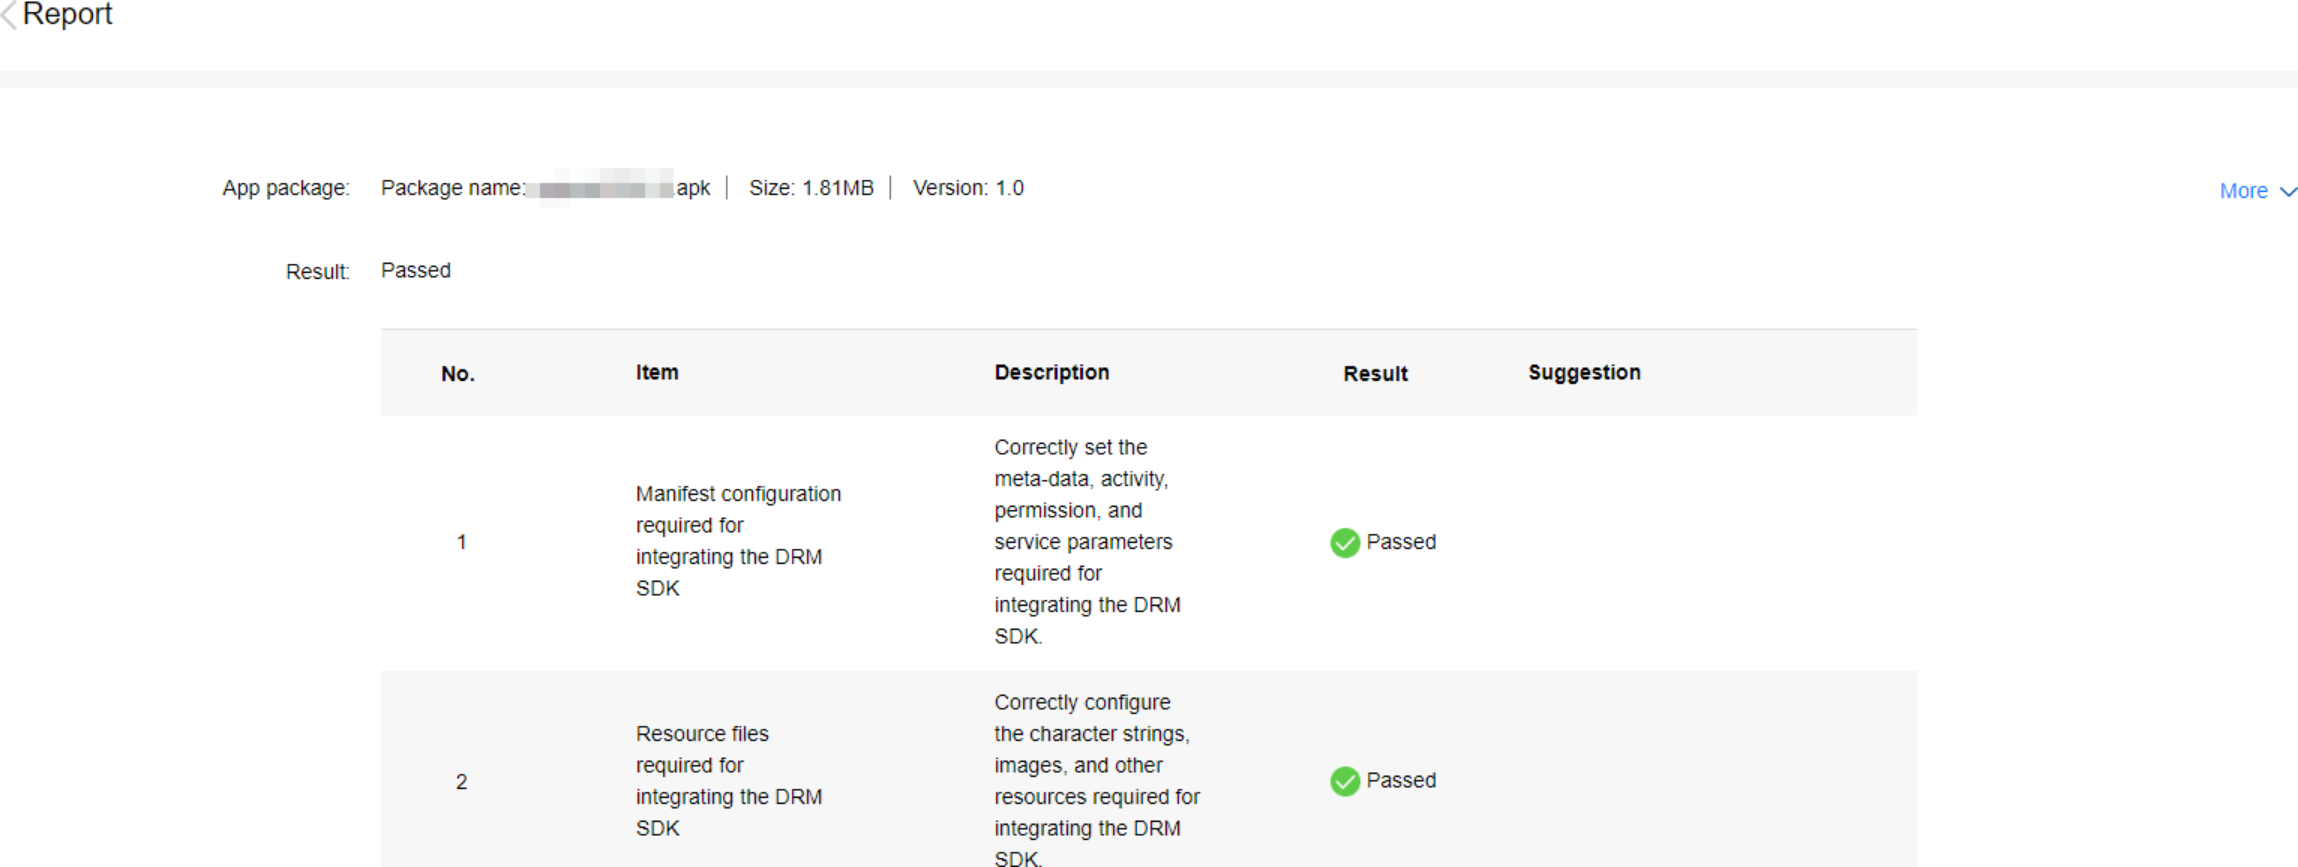 Report
App package: Package name: .apk | Size: 1.81MB | Version: 1.0
More
Result: Passed
No. Item Description Result Suggestion
1
Manifest configuration
required for
integrating the DRM
SDK
Correctly set the
meta-data, activity,
permission, and
service parameters
required for
integrating the DRM
SDK.
Passed
2
Resource files
required for
integrating the DRM
SDK
Correctly configure
the character strings,
images, and other
resources required for
integrating the DRM
SDK.
Passed